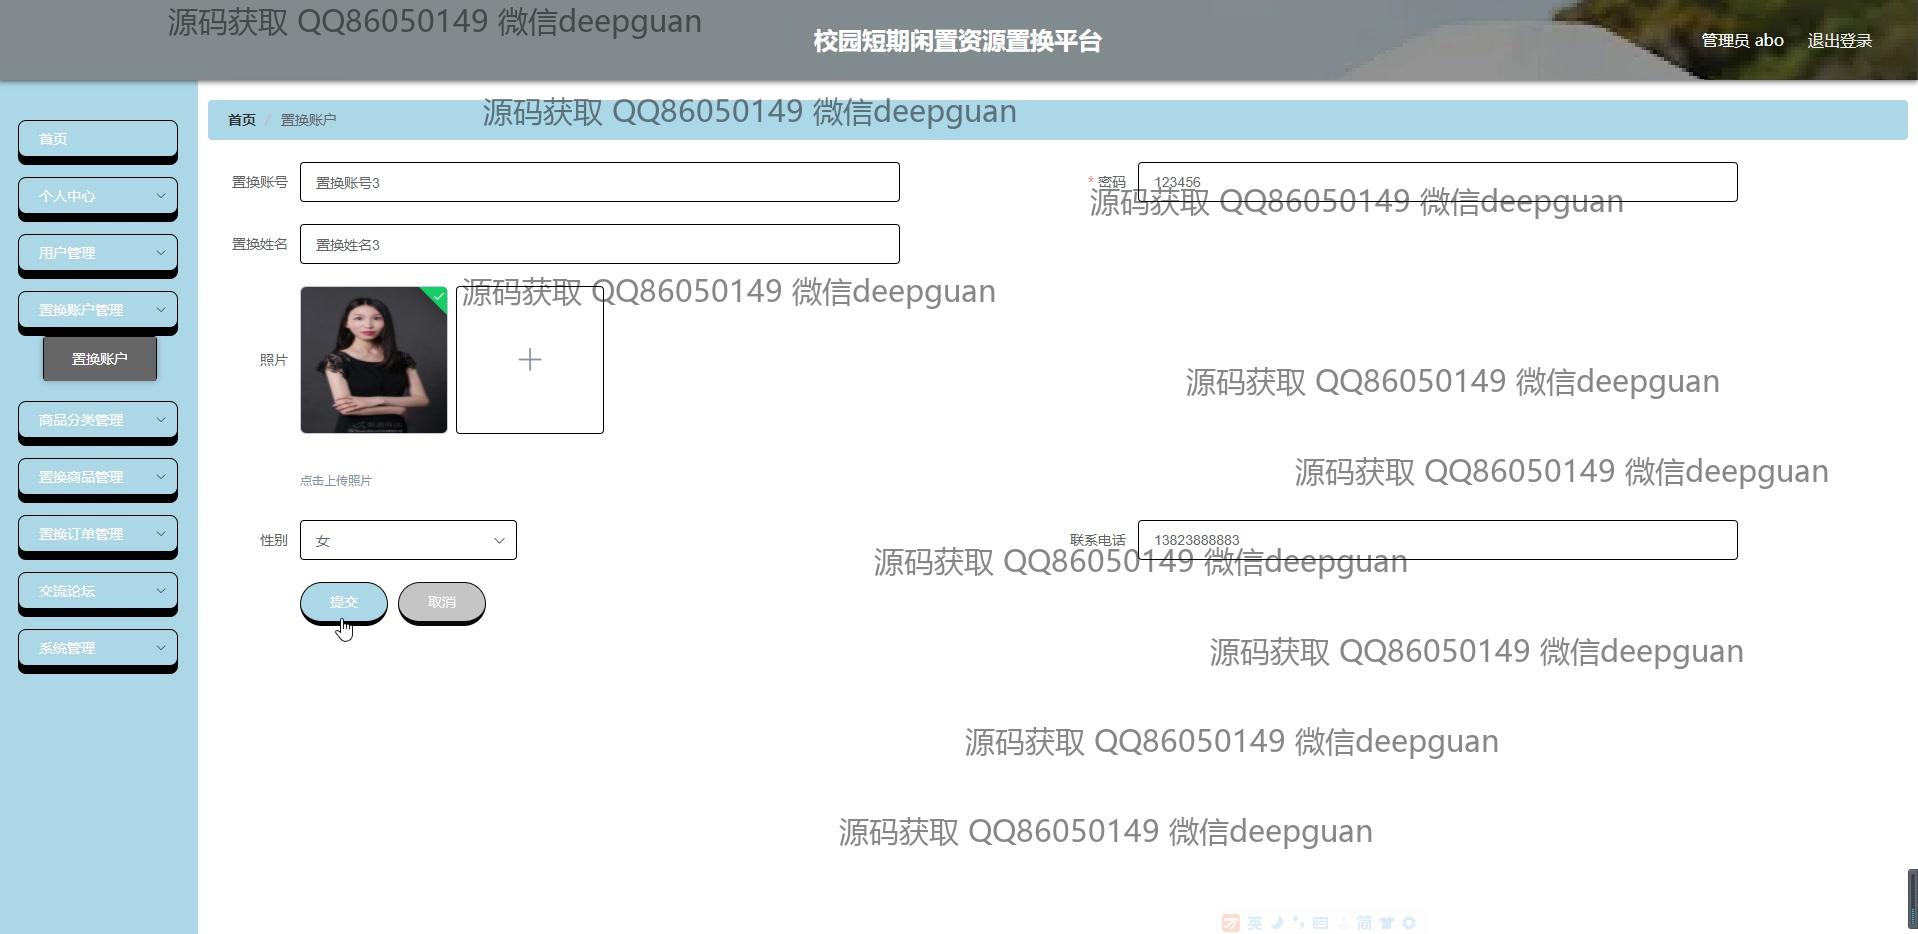 源码获取 QQ86050149 微信deepguan
校园短期闲置资源置换平台
管理员 abo 退出登录
首页 / 置换账户
源码获取 QQ86050149 微信deepguan
首页
个人中心
用户管理
置换账户管理
置换账户
商品分类管理
置换商品管理
置换订单管理
交流论坛
系统管理
置换账号 置换账号3
* 密码 123456
源码获取 QQ86050149 微信deepguan
置换姓名 置换姓名3
源码获取 QQ86050149 微信deepguan
照片
源码获取 QQ86050149 微信deepguan
源码获取 QQ86050149 微信deepguan
点击上传照片
性别 女
联系电话 13823888883
源码获取 QQ86050149 微信deepguan
提交 取消
源码获取 QQ86050149 微信deepguan
源码获取 QQ86050149 微信deepguan
源码获取 QQ86050149 微信deepguan
英 简